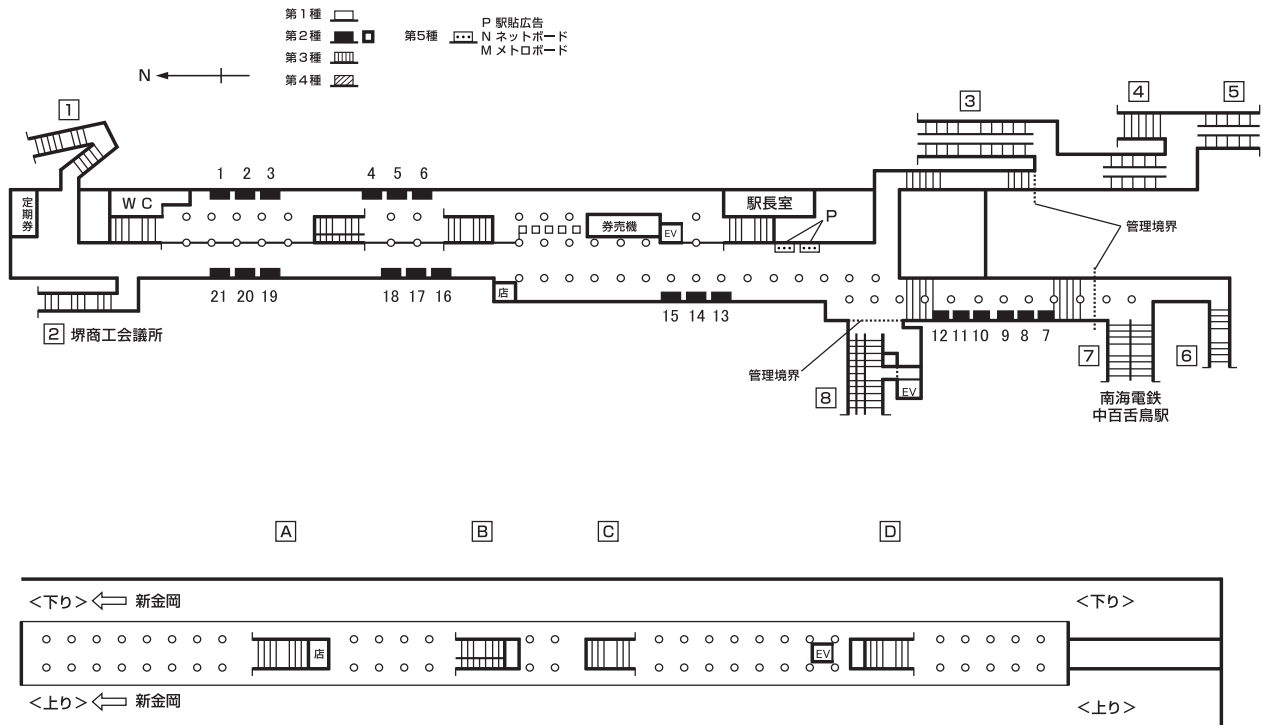 第1種
第2種
第3種
第4種
第5種
P 駅貼広告
N ネットボード
M メトロボード
N
1
3
4
5
定期券
WC
1 2 3
4 5 6
券売機
EV
駅長室
P
管理境界
21 20 19
18 17 16
店
15 14 13
12 11 10 9 8 7
2 堺商工会議所
管理境界
8
EV
7
6
南海電鉄
中百舌鳥駅
A
B
C
D
<下り> 新金岡
<下り>
店
EV
<上り> 新金岡
<上り>